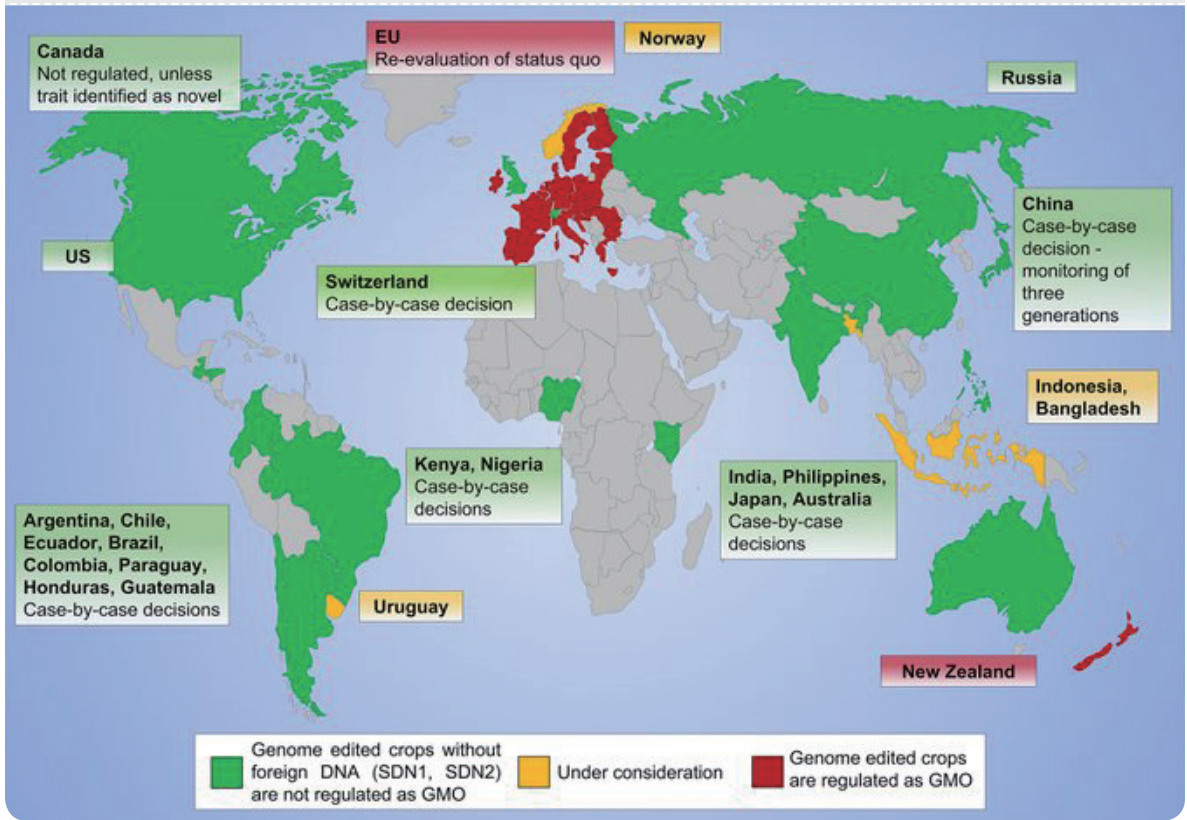 Canada
Not regulated, unless
trait identified as novel
EU
Re-evaluation of status quo
Norway
Russia
US
Switzerland
Case-by-case decision
China
Case-by-case
decision -
monitoring of
three
generations
Indonesia,
Bangladesh
Kenya, Nigeria
Case-by-case
decisions
India, Philippines,
Japan, Australia
Case-by-case
decisions
Argentina, Chile,
Ecuador, Brazil,
Colombia, Paraguay,
Honduras, Guatemala
Case-by-case decisions
Uruguay
New Zealand
Genome edited crops without
foreign DNA (SDN1, SDN2)
are not regulated as GMO
Under consideration
Genome edited crops
are regulated as GMO